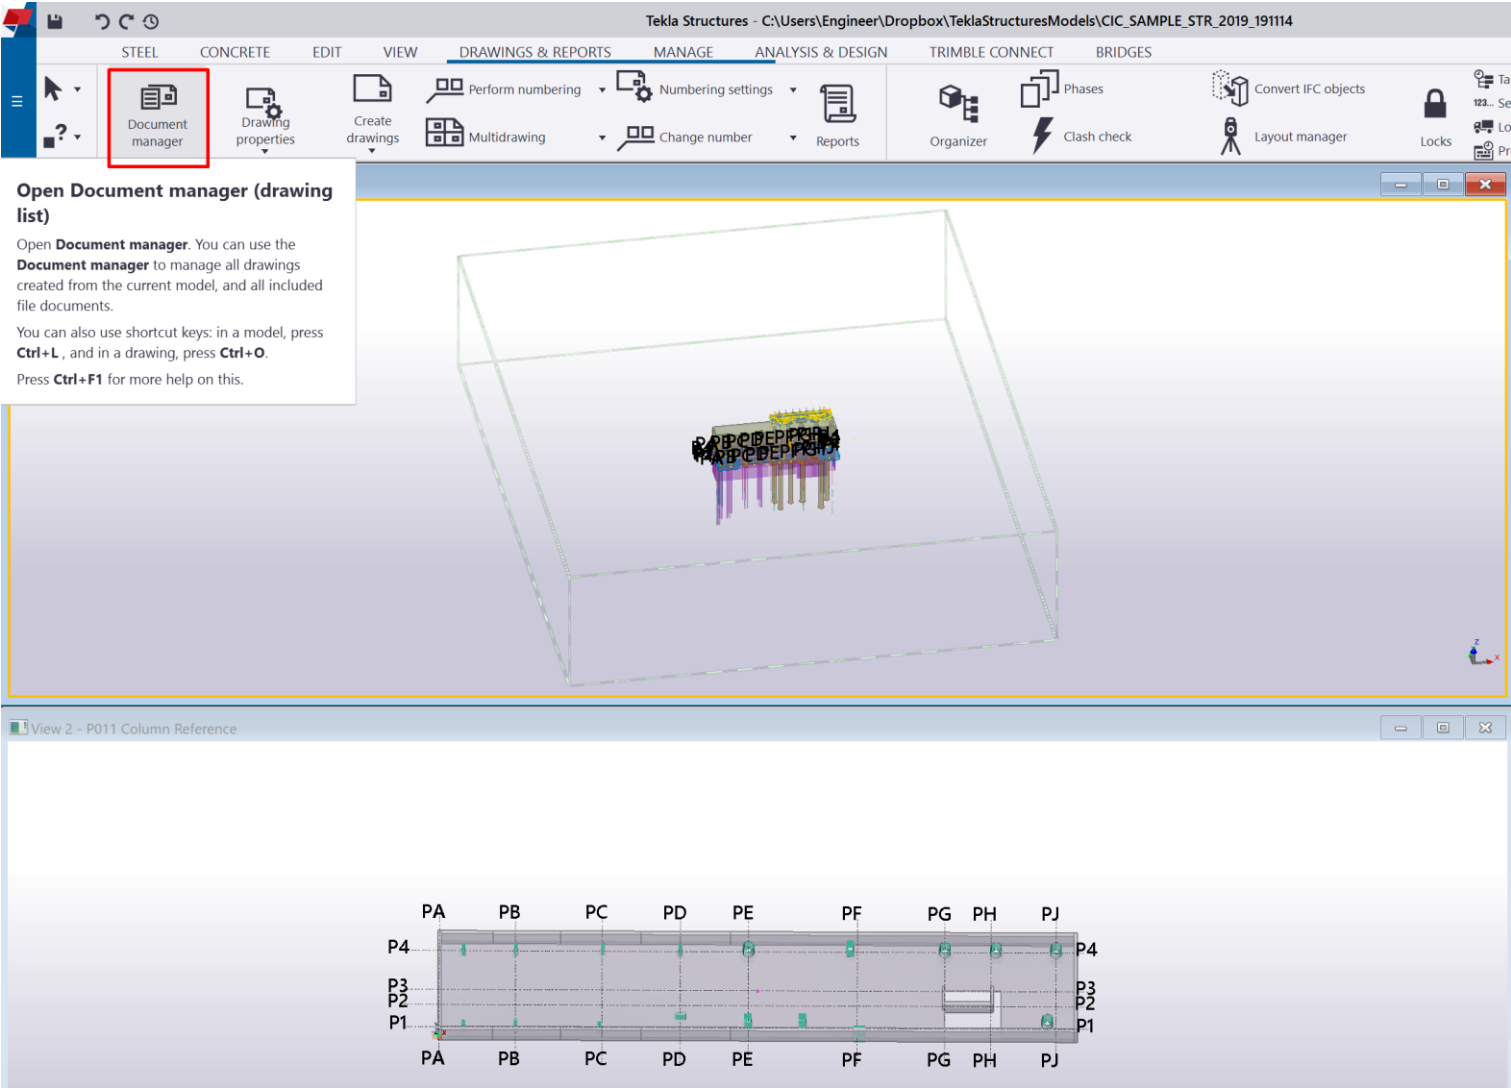 Tekla Structures - C:\Users\Engineer\Dropbox\TeklaStructuresModels\CIC_SAMPLE_STR_2019_191114
STEEL CONCRETE EDIT VIEW DRAWINGS & REPORTS MANAGE ANALYSIS & DESIGN TRIMBLE CONNECT BRIDGES
Document
manager
Drawing
properties
Create
drawings
Perform numbering
Multidrawing
Numbering settings
Change number
Reports
Organizer
Phases
Clash check
Convert IFC objects
Layout manager
Locks
Ta
123... Se
Lo
Pr
Open Document manager (drawing
list)
Open Document manager. You can use the
Document manager to manage all drawings
created from the current model, and all included
file documents.
You can also use shortcut keys: in a model, press
Ctrl+L , and in a drawing, press Ctrl+O.
Press Ctrl+F1 for more help on this.
z
x
View 2 - P011 Column Reference
PA PB PC PD PE PF PG PH PJ
P4 P4
P3 P3
P2 P2
P1 P1
PA PB PC PD PE PF PG PH PJ